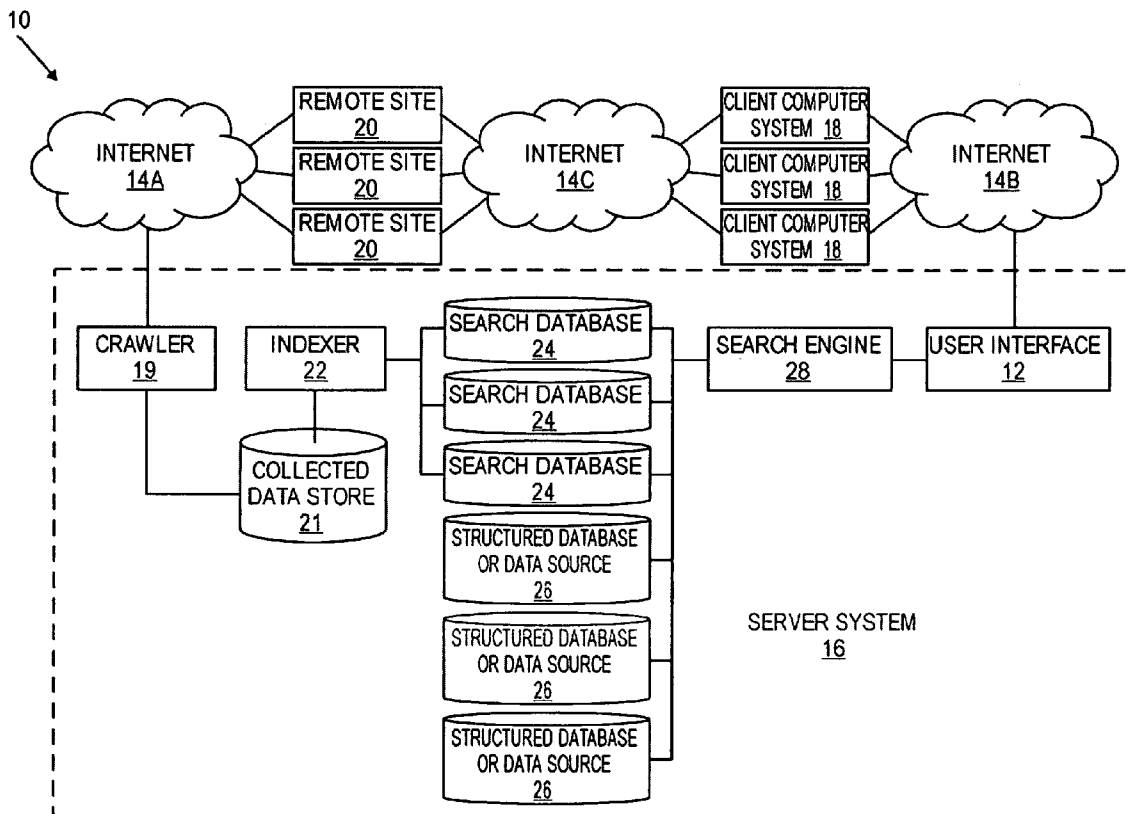 10
INTERNET
14A
REMOTE SITE
20
REMOTE SITE
20
REMOTE SITE
20
INTERNET
14C
CLIENT COMPUTER
SYSTEM 18
CLIENT COMPUTER
SYSTEM 18
CLIENT COMPUTER
SYSTEM 18
INTERNET
14B
CRAWLER
19
INDEXER
22
COLLECTED
DATA STORE
21
SEARCH DATABASE
24
SEARCH DATABASE
24
SEARCH DATABASE
24
STRUCTURED DATABASE
OR DATA SOURCE
26
STRUCTURED DATABASE
OR DATA SOURCE
26
STRUCTURED DATABASE
OR DATA SOURCE
26
SEARCH ENGINE
28
USER INTERFACE
12
SERVER SYSTEM
16